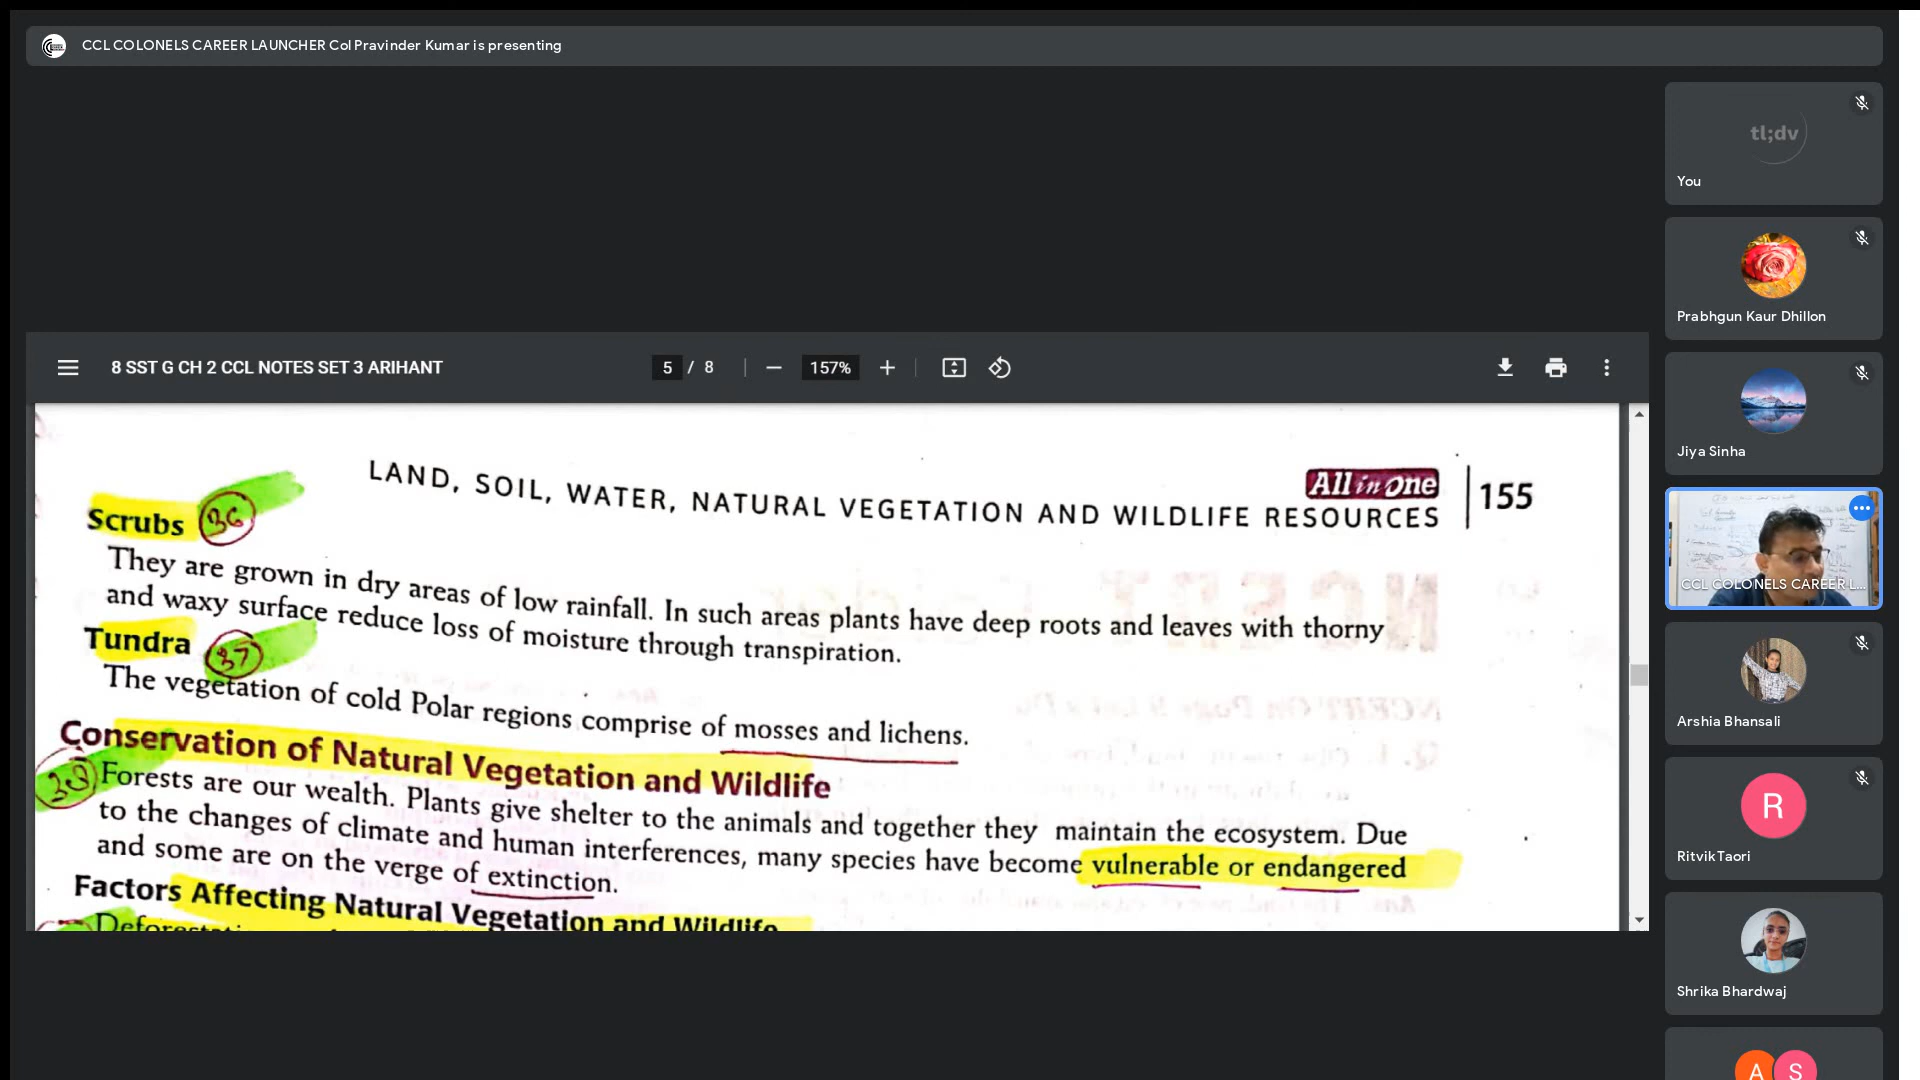 CCL COLONELS CAREER LAUNCHER Col Pravinder Kumar is presenting
8 SST G CH 2 CCL NOTES SET 3 ARIHANT
5 / 8
157%
LAND, SOIL, WATER, NATURAL VEGETATION AND WILDLIFE RESOURCES
All in One
155
Scrubs 36
They are grown in dry areas of low rainfall. In such areas plants have deep roots and leaves with thorny
and waxy surface reduce loss of moisture through transpiration.
Tundra 37
The vegetation of cold Polar regions comprise of mosses and lichens.
Conservation of Natural Vegetation and Wildlife
Forests are our wealth. Plants give shelter to the animals and together they maintain the ecosystem. Due
to the changes of climate and human interferences, many species have become vulnerable or endangered
and some are on the verge of extinction.
Factors Affecting Natural Vegetation and Wildlife
tl;dv
You
Prabhgun Kaur Dhillon
Jiya Sinha
CCL COLONELS CAREER L...
Arshia Bhansali
R
Ritvik Taori
Shrika Bhardwaj
A
S